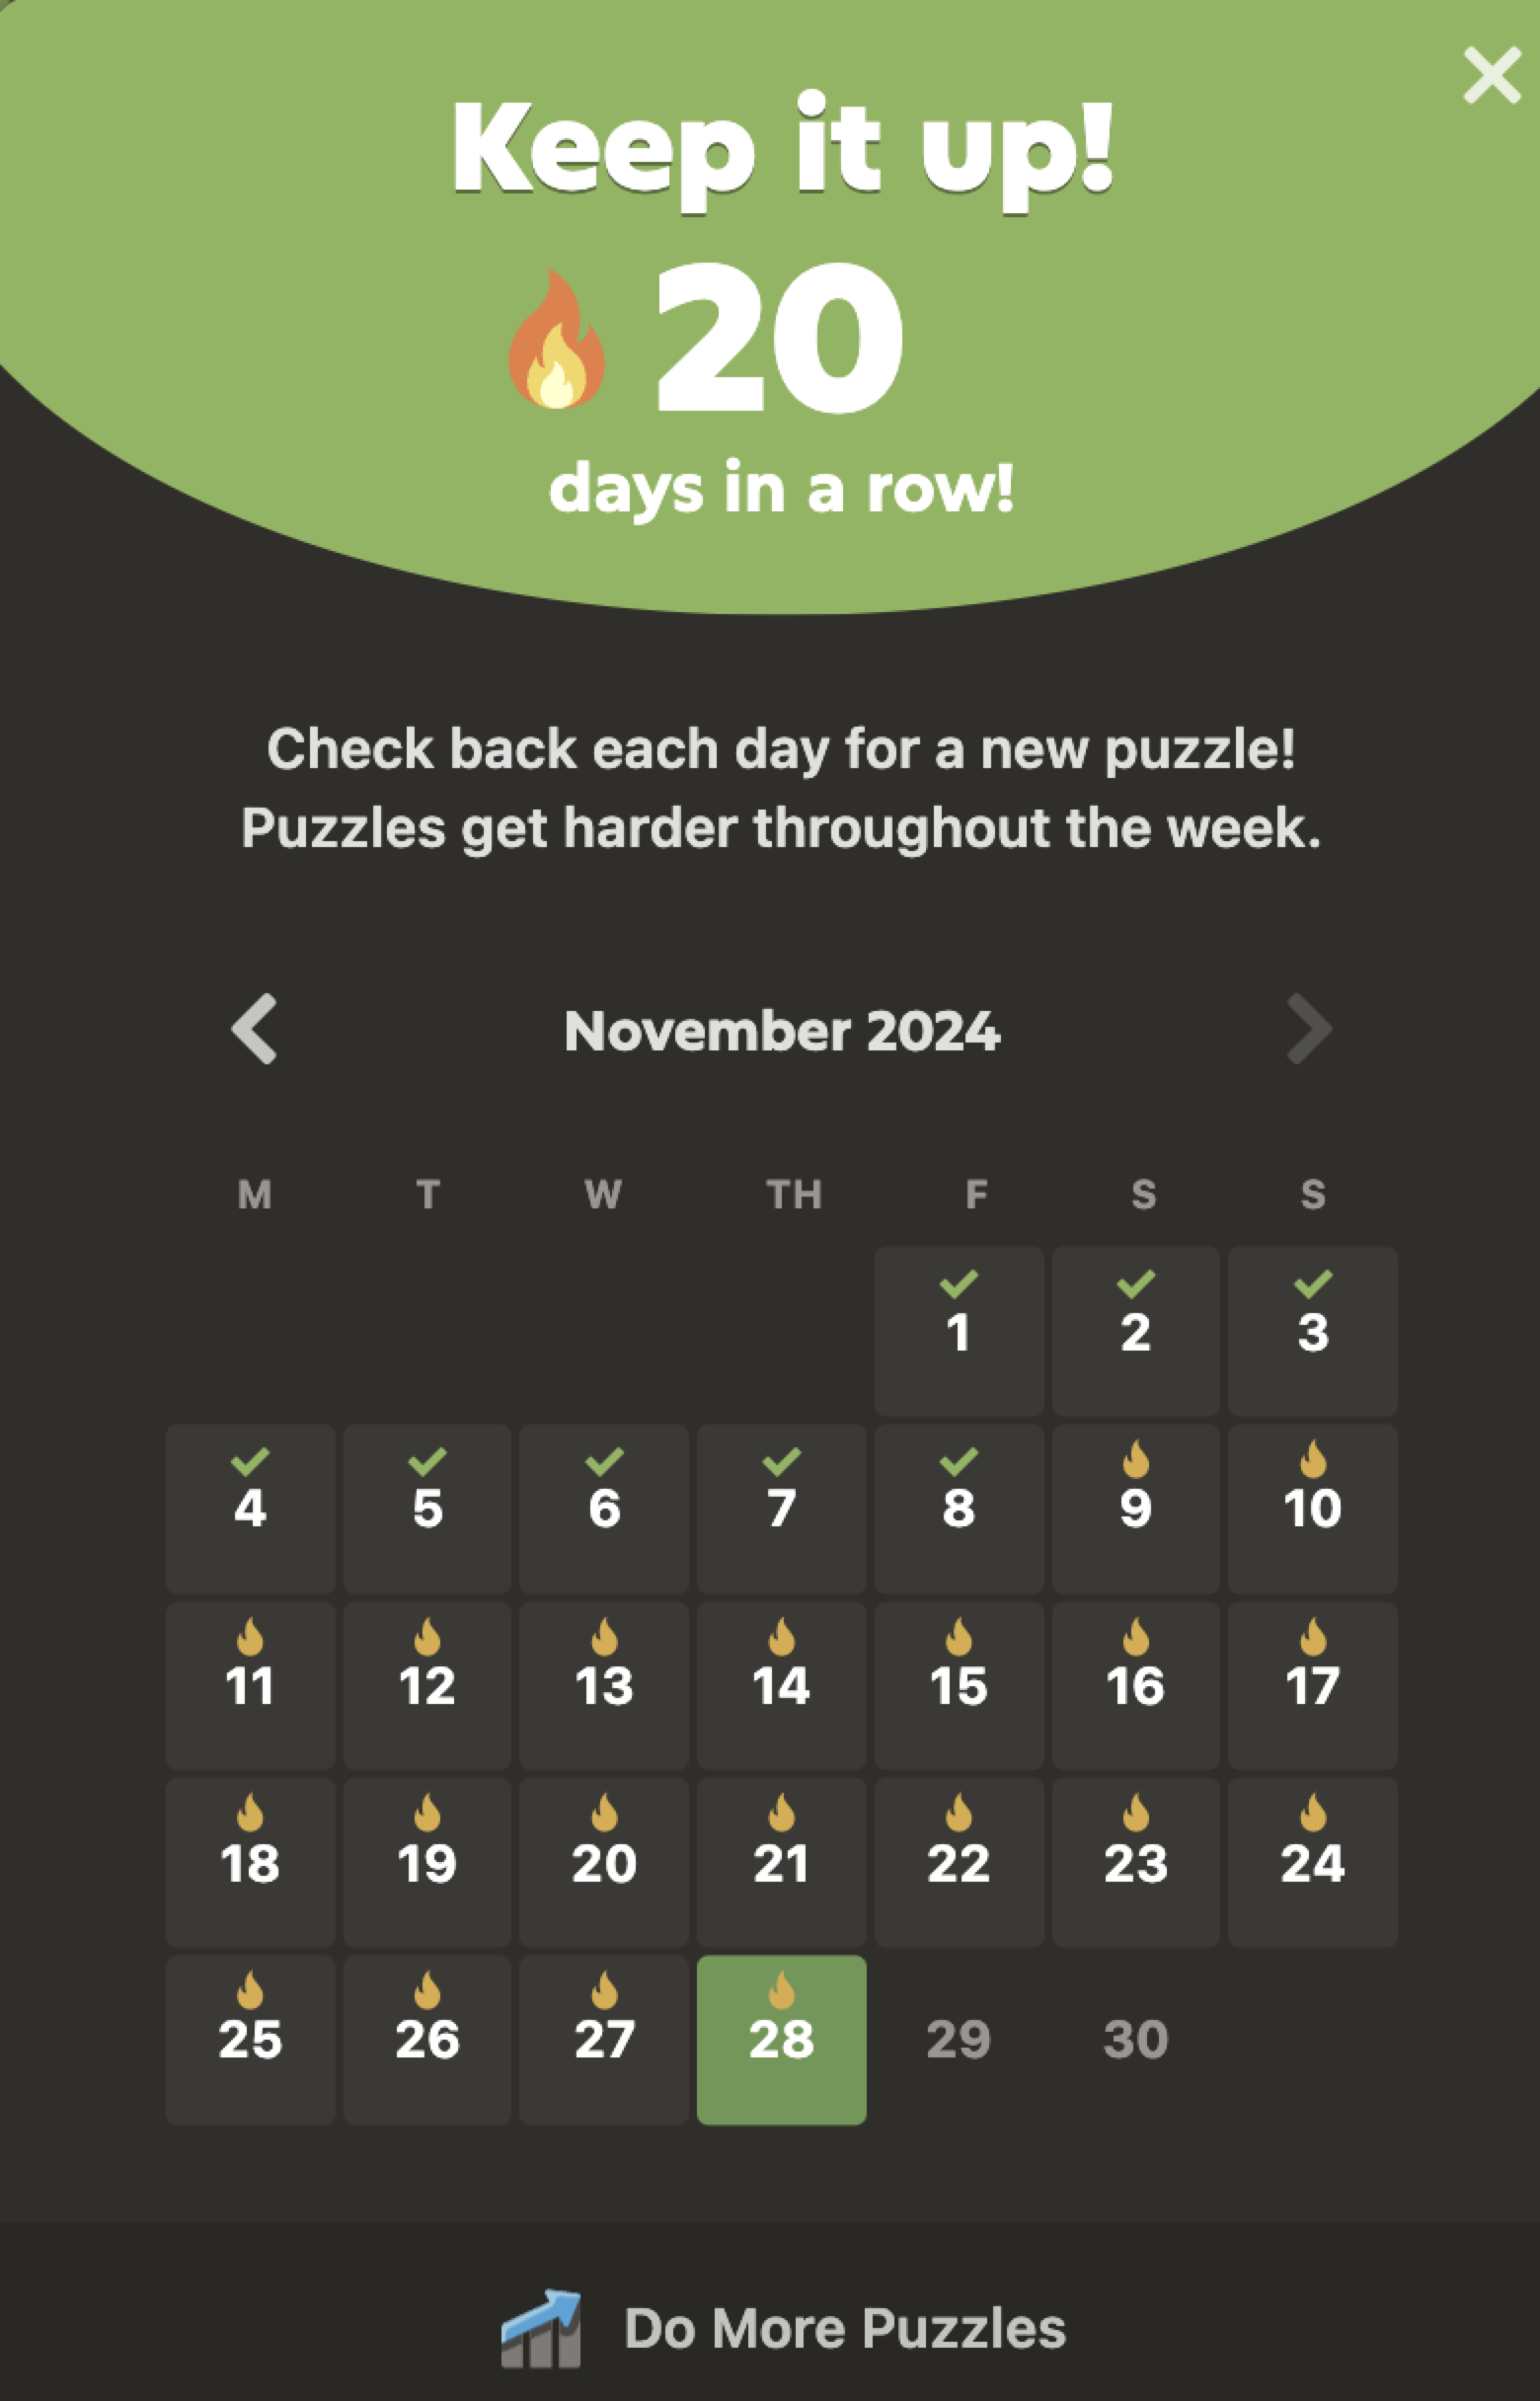 Keep it up!
20
days in a row!
Check back each day for a new puzzle!
Puzzles get harder throughout the week.
November 2024
M T W TH F S S
1 2 3
4 5 6 7 8 9 10
11 12 13 14 15 16 17
18 19 20 21 22 23 24
25 26 27 28 29 30
Do More Puzzles